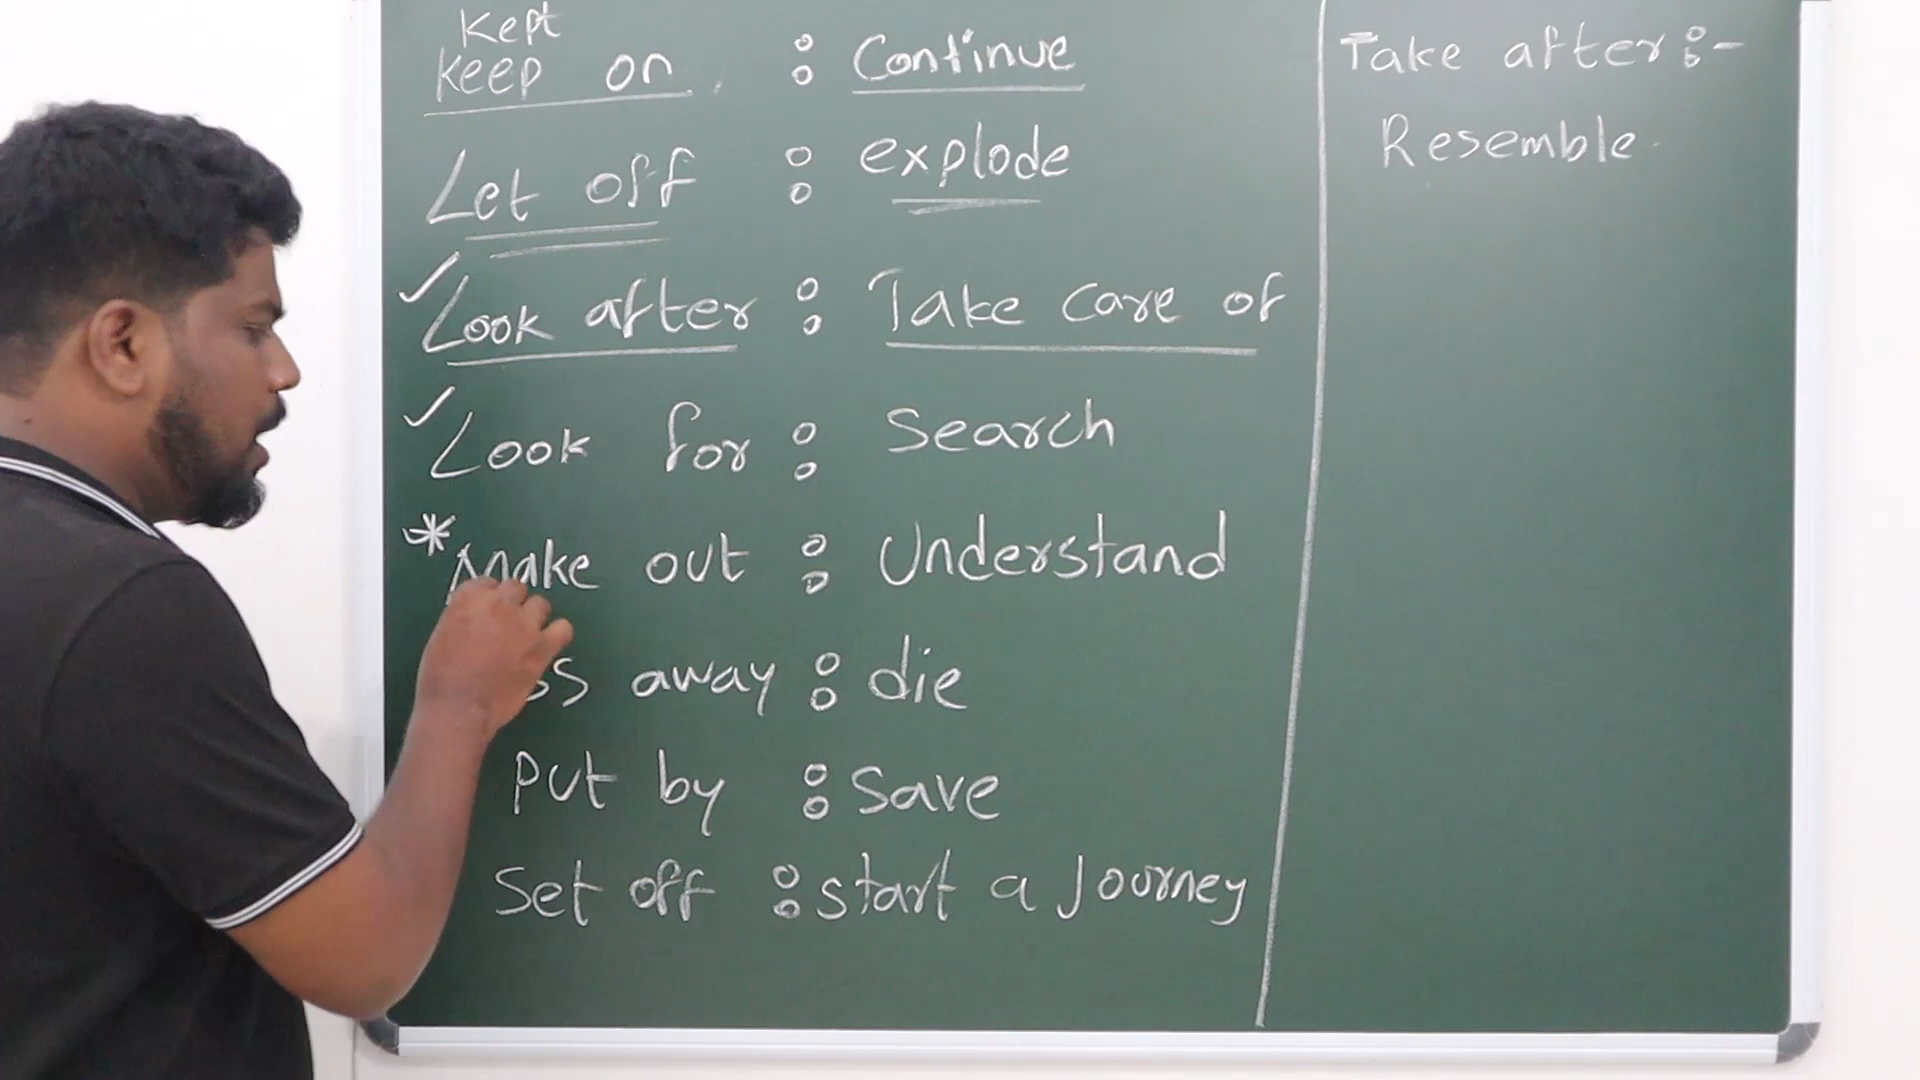 Kept
Keep on : Continue
Let off : explode
Look after : Take care of
Look for : Search
* Make out : Understand
away : die
Put by : Save
Set off : start a Journey
Take after :-
Resemble.